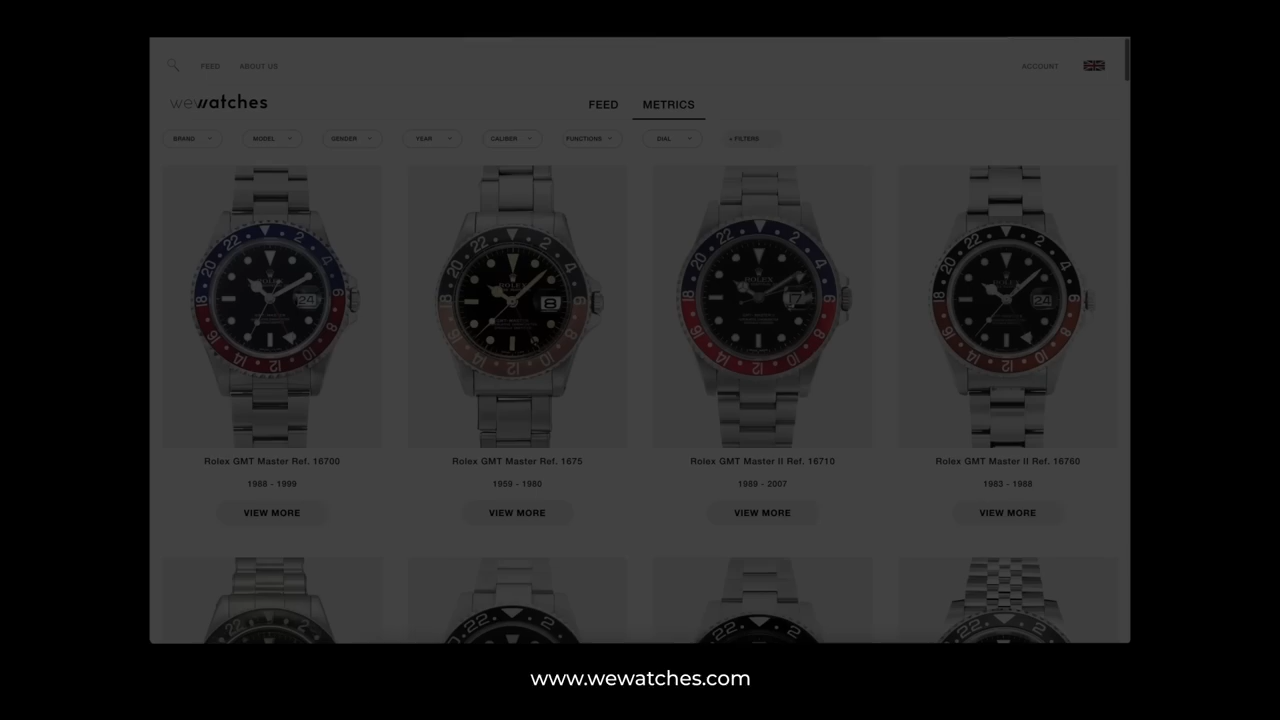 FEED ABOUT US ACCOUNT
wewatches FEED METRICS
BRAND MODEL GENDER YEAR CALIBER FUNCTIONS DIAL + FILTERS
Rolex GMT Master Ref. 16700
1988 - 1999
VIEW MORE
Rolex GMT Master Ref. 1675
1959 - 1980
VIEW MORE
Rolex GMT Master II Ref. 16710
1989 - 2007
VIEW MORE
Rolex GMT Master II Ref. 16760
1983 - 1988
VIEW MORE
www.wewatches.com